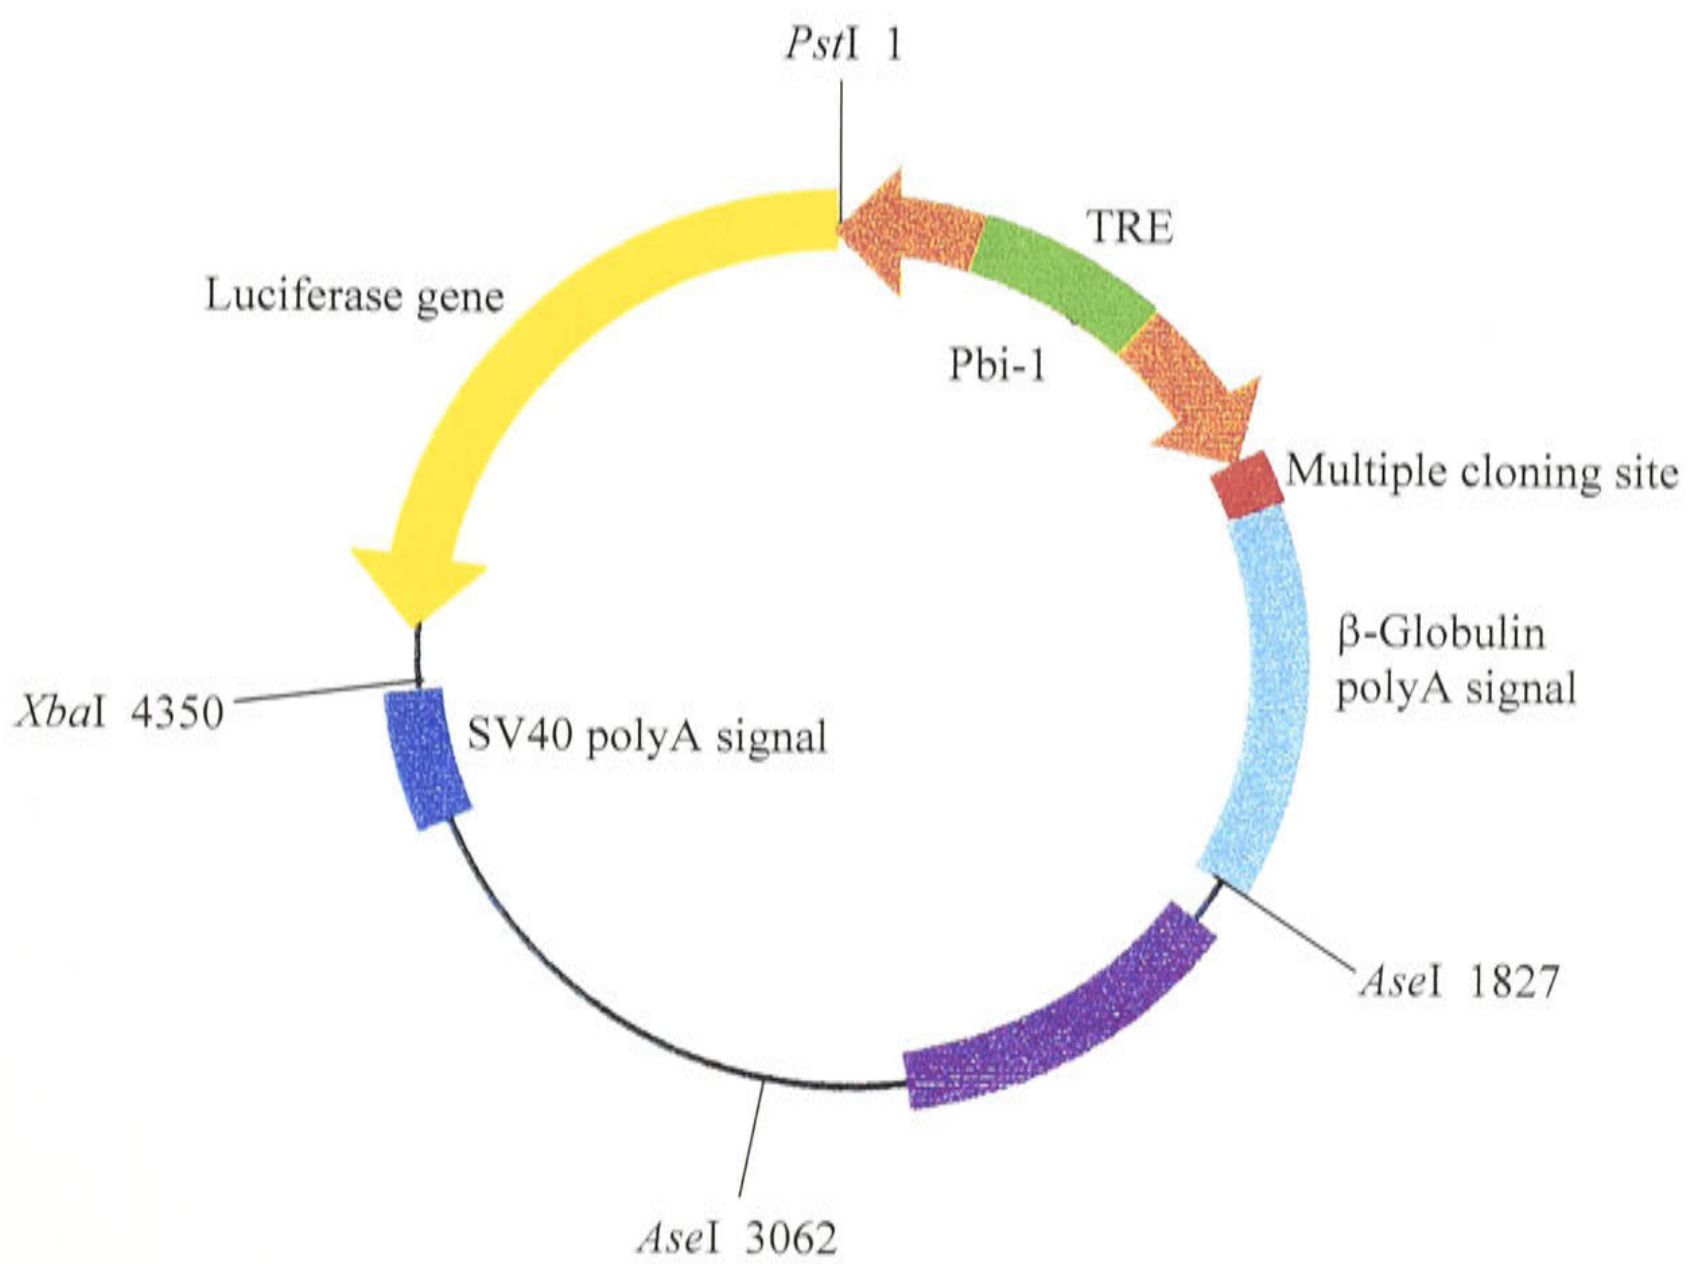 PstI 1
TRE
Luciferase gene
Pbi-1
Multiple cloning site
β-Globulin
polyA signal
XbaI 4350
SV40 polyA signal
AseI 1827
AseI 3062